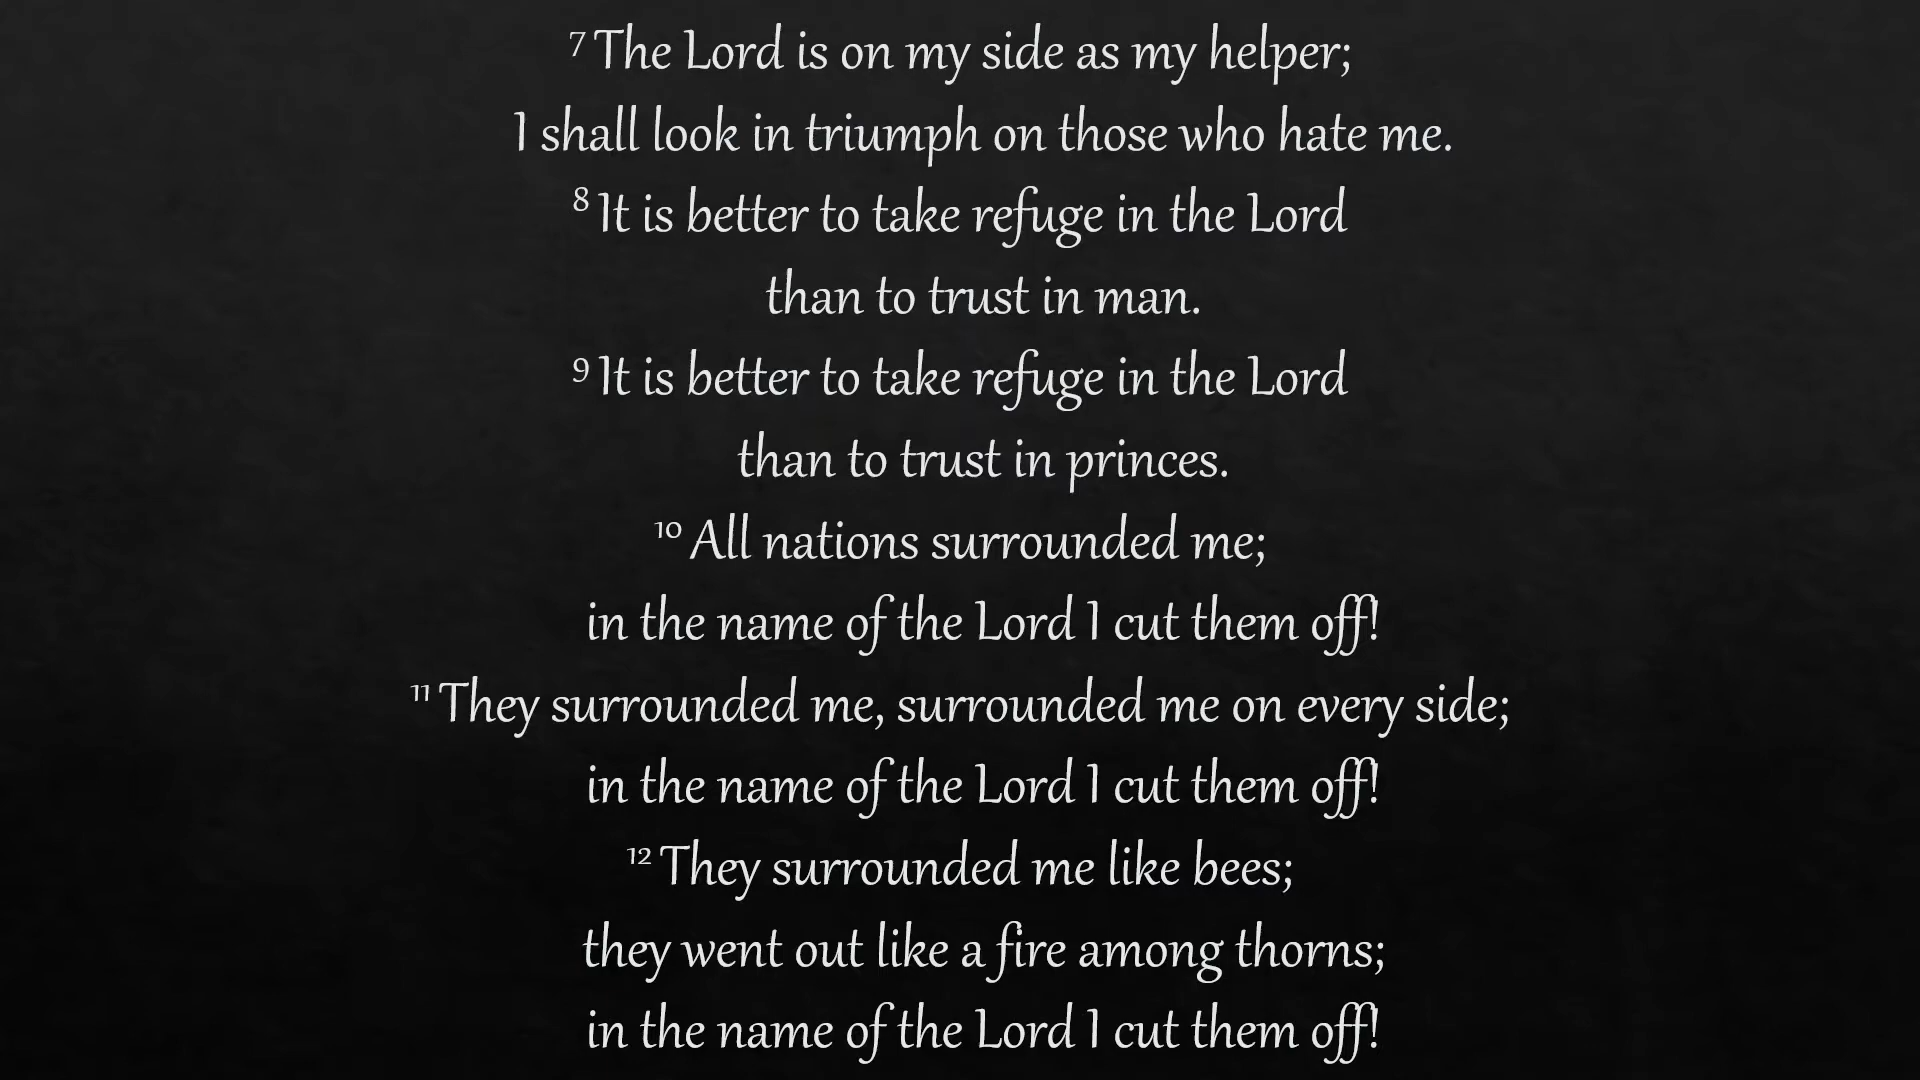 7 The Lord is on my side as my helper;
I shall look in triumph on those who hate me.
8 It is better to take refuge in the Lord
than to trust in man.
9 It is better to take refuge in the Lord
than to trust in princes.
10 All nations surrounded me;
in the name of the Lord I cut them off!
11 They surrounded me, surrounded me on every side;
in the name of the Lord I cut them off!
12 They surrounded me like bees;
they went out like a fire among thorns;
in the name of the Lord I cut them off!